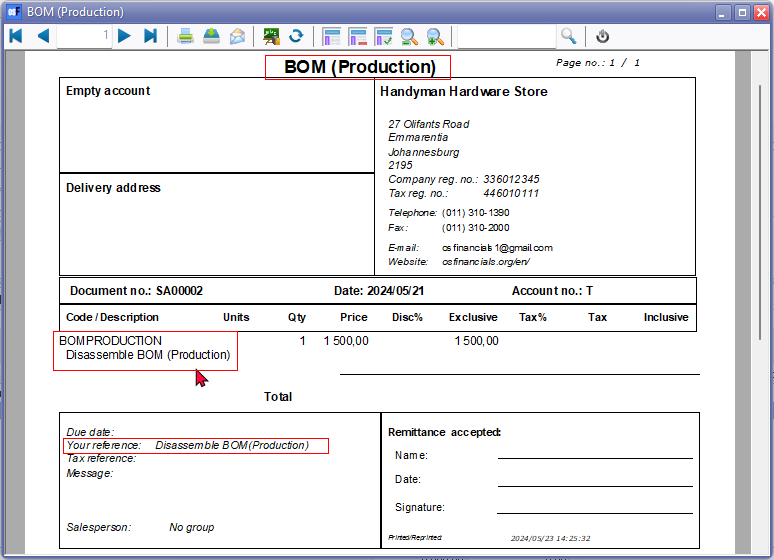 BOM (Production)
1
BOM (Production)
Page no.: 1 / 1
Empty account
Handyman Hardware Store
27 Olifants Road
Emmarentia
Johannesburg
2195
Company reg. no.: 336012345
Tax reg. no.: 446010111
Delivery address
Telephone: (011) 310-1390
Fax: (011) 310-2000
E-mail: osfinancials1@gmail.com
Website: osfinancials.org/en/
Document no.: SA00002 Date: 2024/05/21 Account no.: T
Code / Description Units Qty Price Disc% Exclusive Tax% Tax Inclusive
BOMPRODUCTION 1 1 500,00 1 500,00
Disassemble BOM (Production)
Total
Due date:
Your reference: Disassemble BOM(Production)
Tax reference:
Message:
Salesperson: No group
Remittance accepted:
Name:
Date:
Signature:
Printed/Reprinted: 2024/05/23 14:25:32